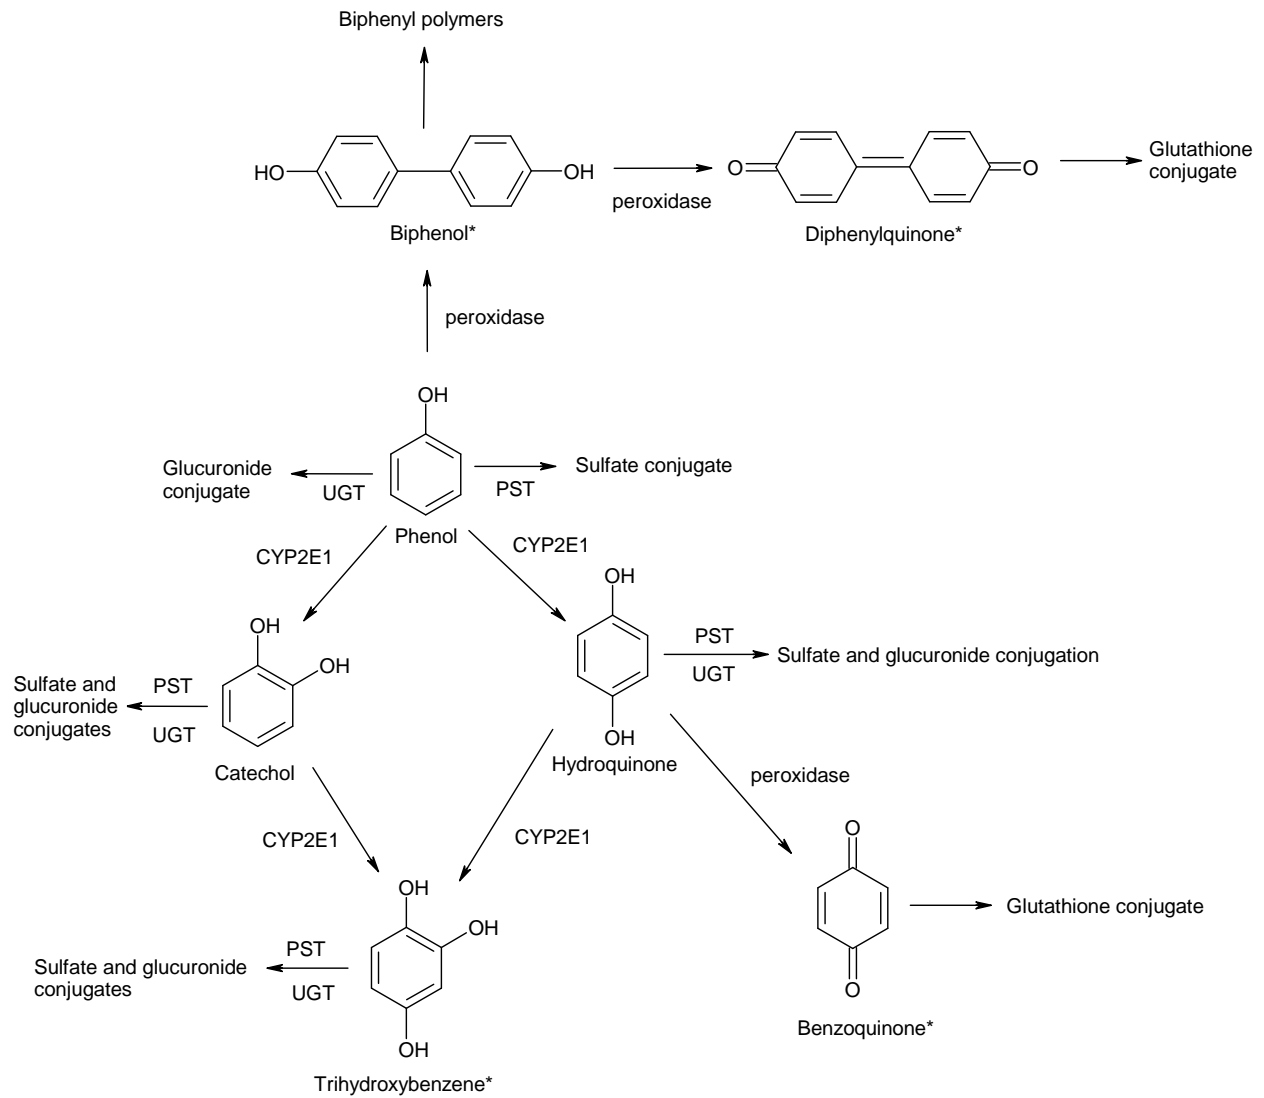 Biphenyl polymers
HO
OH
Biphenol*
peroxidase
O
O
Diphenylquinone*
Glutathione
conjugate
peroxidase
OH
Glucuronide
conjugate
UGT
Phenol
PST
Sulfate conjugate
CYP2E1
CYP2E1
OH
OH
Catechol
PST
UGT
Sulfate and
glucuronide
conjugates
OH
OH
Hydroquinone
PST
UGT
Sulfate and glucuronide conjugation
CYP2E1
CYP2E1
peroxidase
OH
OH
OH
Trihydroxybenzene*
PST
UGT
Sulfate and glucuronide
conjugates
O
O
Benzoquinone*
Glutathione conjugate